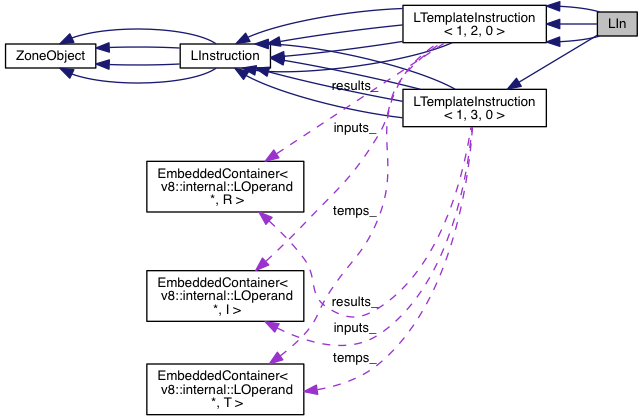 LTemplateInstruction
< 1, 2, 0 >
LIn
ZoneObject
LInstruction
LTemplateInstruction
< 1, 3, 0 >
results_
inputs_
EmbeddedContainer<
v8::internal::LOperand
*, R >
temps_
EmbeddedContainer<
v8::internal::LOperand
*, I >
results_
inputs_
temps_
EmbeddedContainer<
v8::internal::LOperand
*, T >